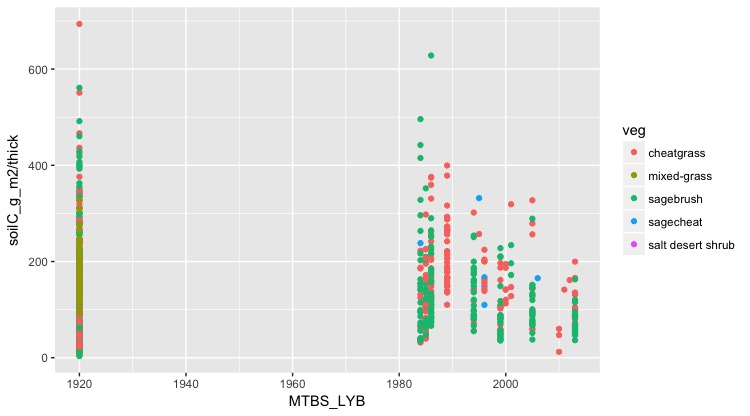 soilC_g_m2/thick
600
400
200
0
1920
1940
1960
1980
2000
MTBS_LYB
veg
cheatgrass
mixed-grass
sagebrush
sagecheat
salt desert shrub